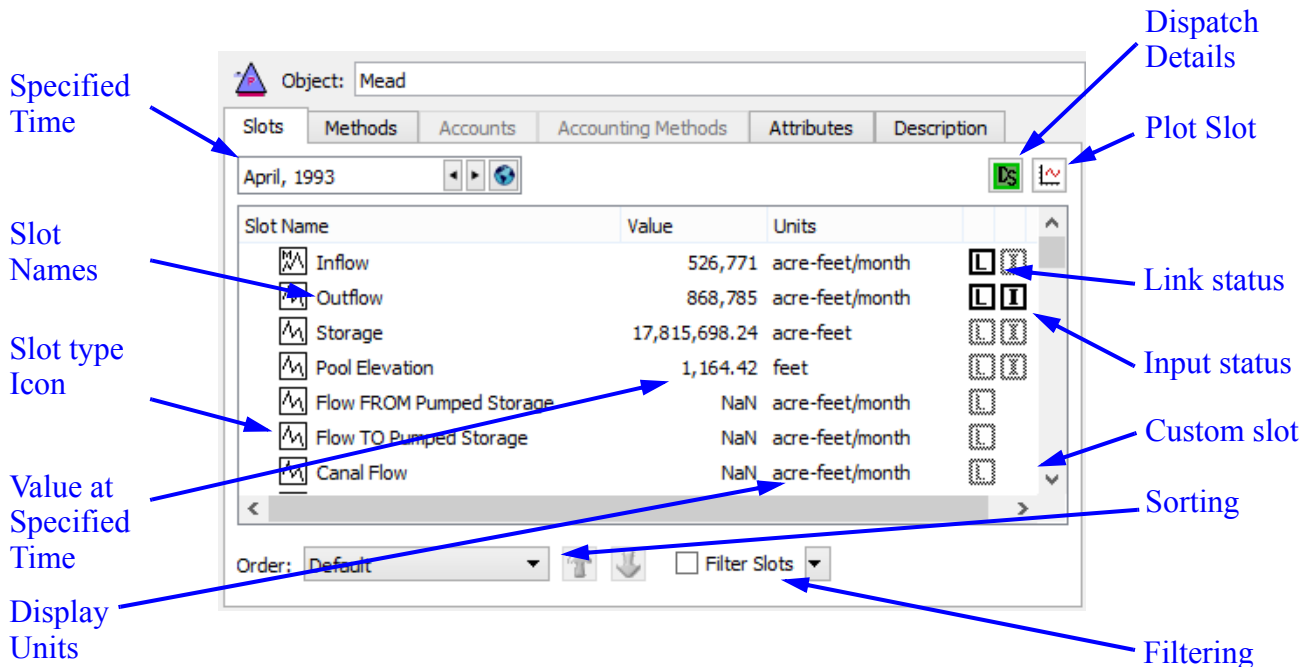 Dispatch
Details
Object: Mead
Specified
Time
Slots Methods Accounts Accounting Methods Attributes Description
Plot Slot
April, 1993
DS
Slot Name Value Units
Slot
Names
M Inflow 526,771 acre-feet/month L I
Link status
Outflow 868,785 acre-feet/month L I
Storage 17,815,698.24 acre-feet L I
Slot type
Icon
Pool Elevation 1,164.42 feet L I
Input status
Flow FROM Pumped Storage NaN acre-feet/month L
Flow TO Pumped Storage NaN acre-feet/month L
Custom slot
Canal Flow NaN acre-feet/month L
Value at
Specified
Time
Sorting
Order: Default Filter Slots
Display
Units
Filtering